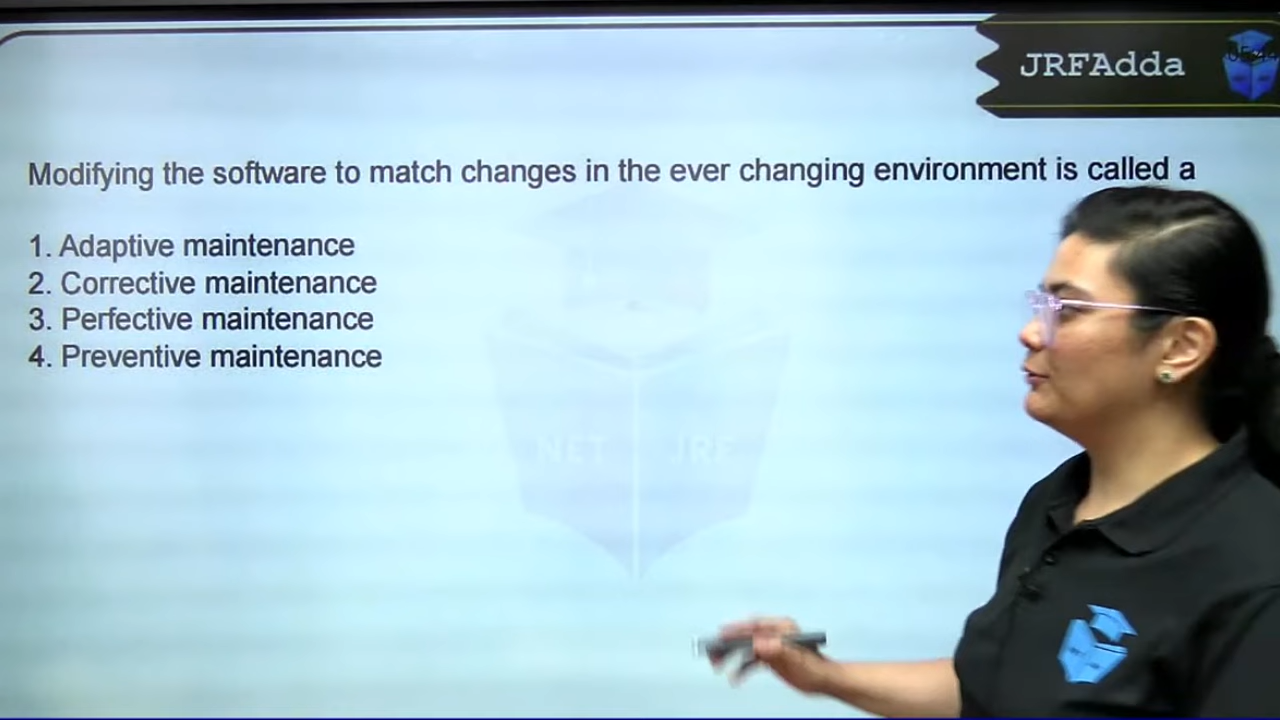 JRFAdda
Modifying the software to match changes in the ever changing environment is called a
1. Adaptive maintenance
2. Corrective maintenance
3. Perfective maintenance
4. Preventive maintenance
NET JRF